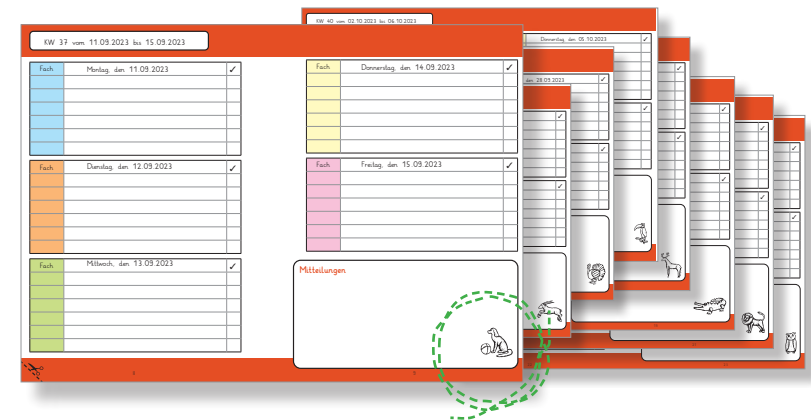 KW 40 vom 02.10.2023 bis 06.10.2023
Donnerstag, den 05.10.2023
den 28.09.2023
KW 37 vom 11.09.2023 bis 15.09.2023
Fach Montag, den 11.09.2023 ✓
Fach Dienstag, den 12.09.2023 ✓
Fach Mittwoch, den 13.09.2023 ✓
Fach Donnerstag, den 14.09.2023 ✓
Fach Freitag, den 15.09.2023 ✓
Mitteilungen